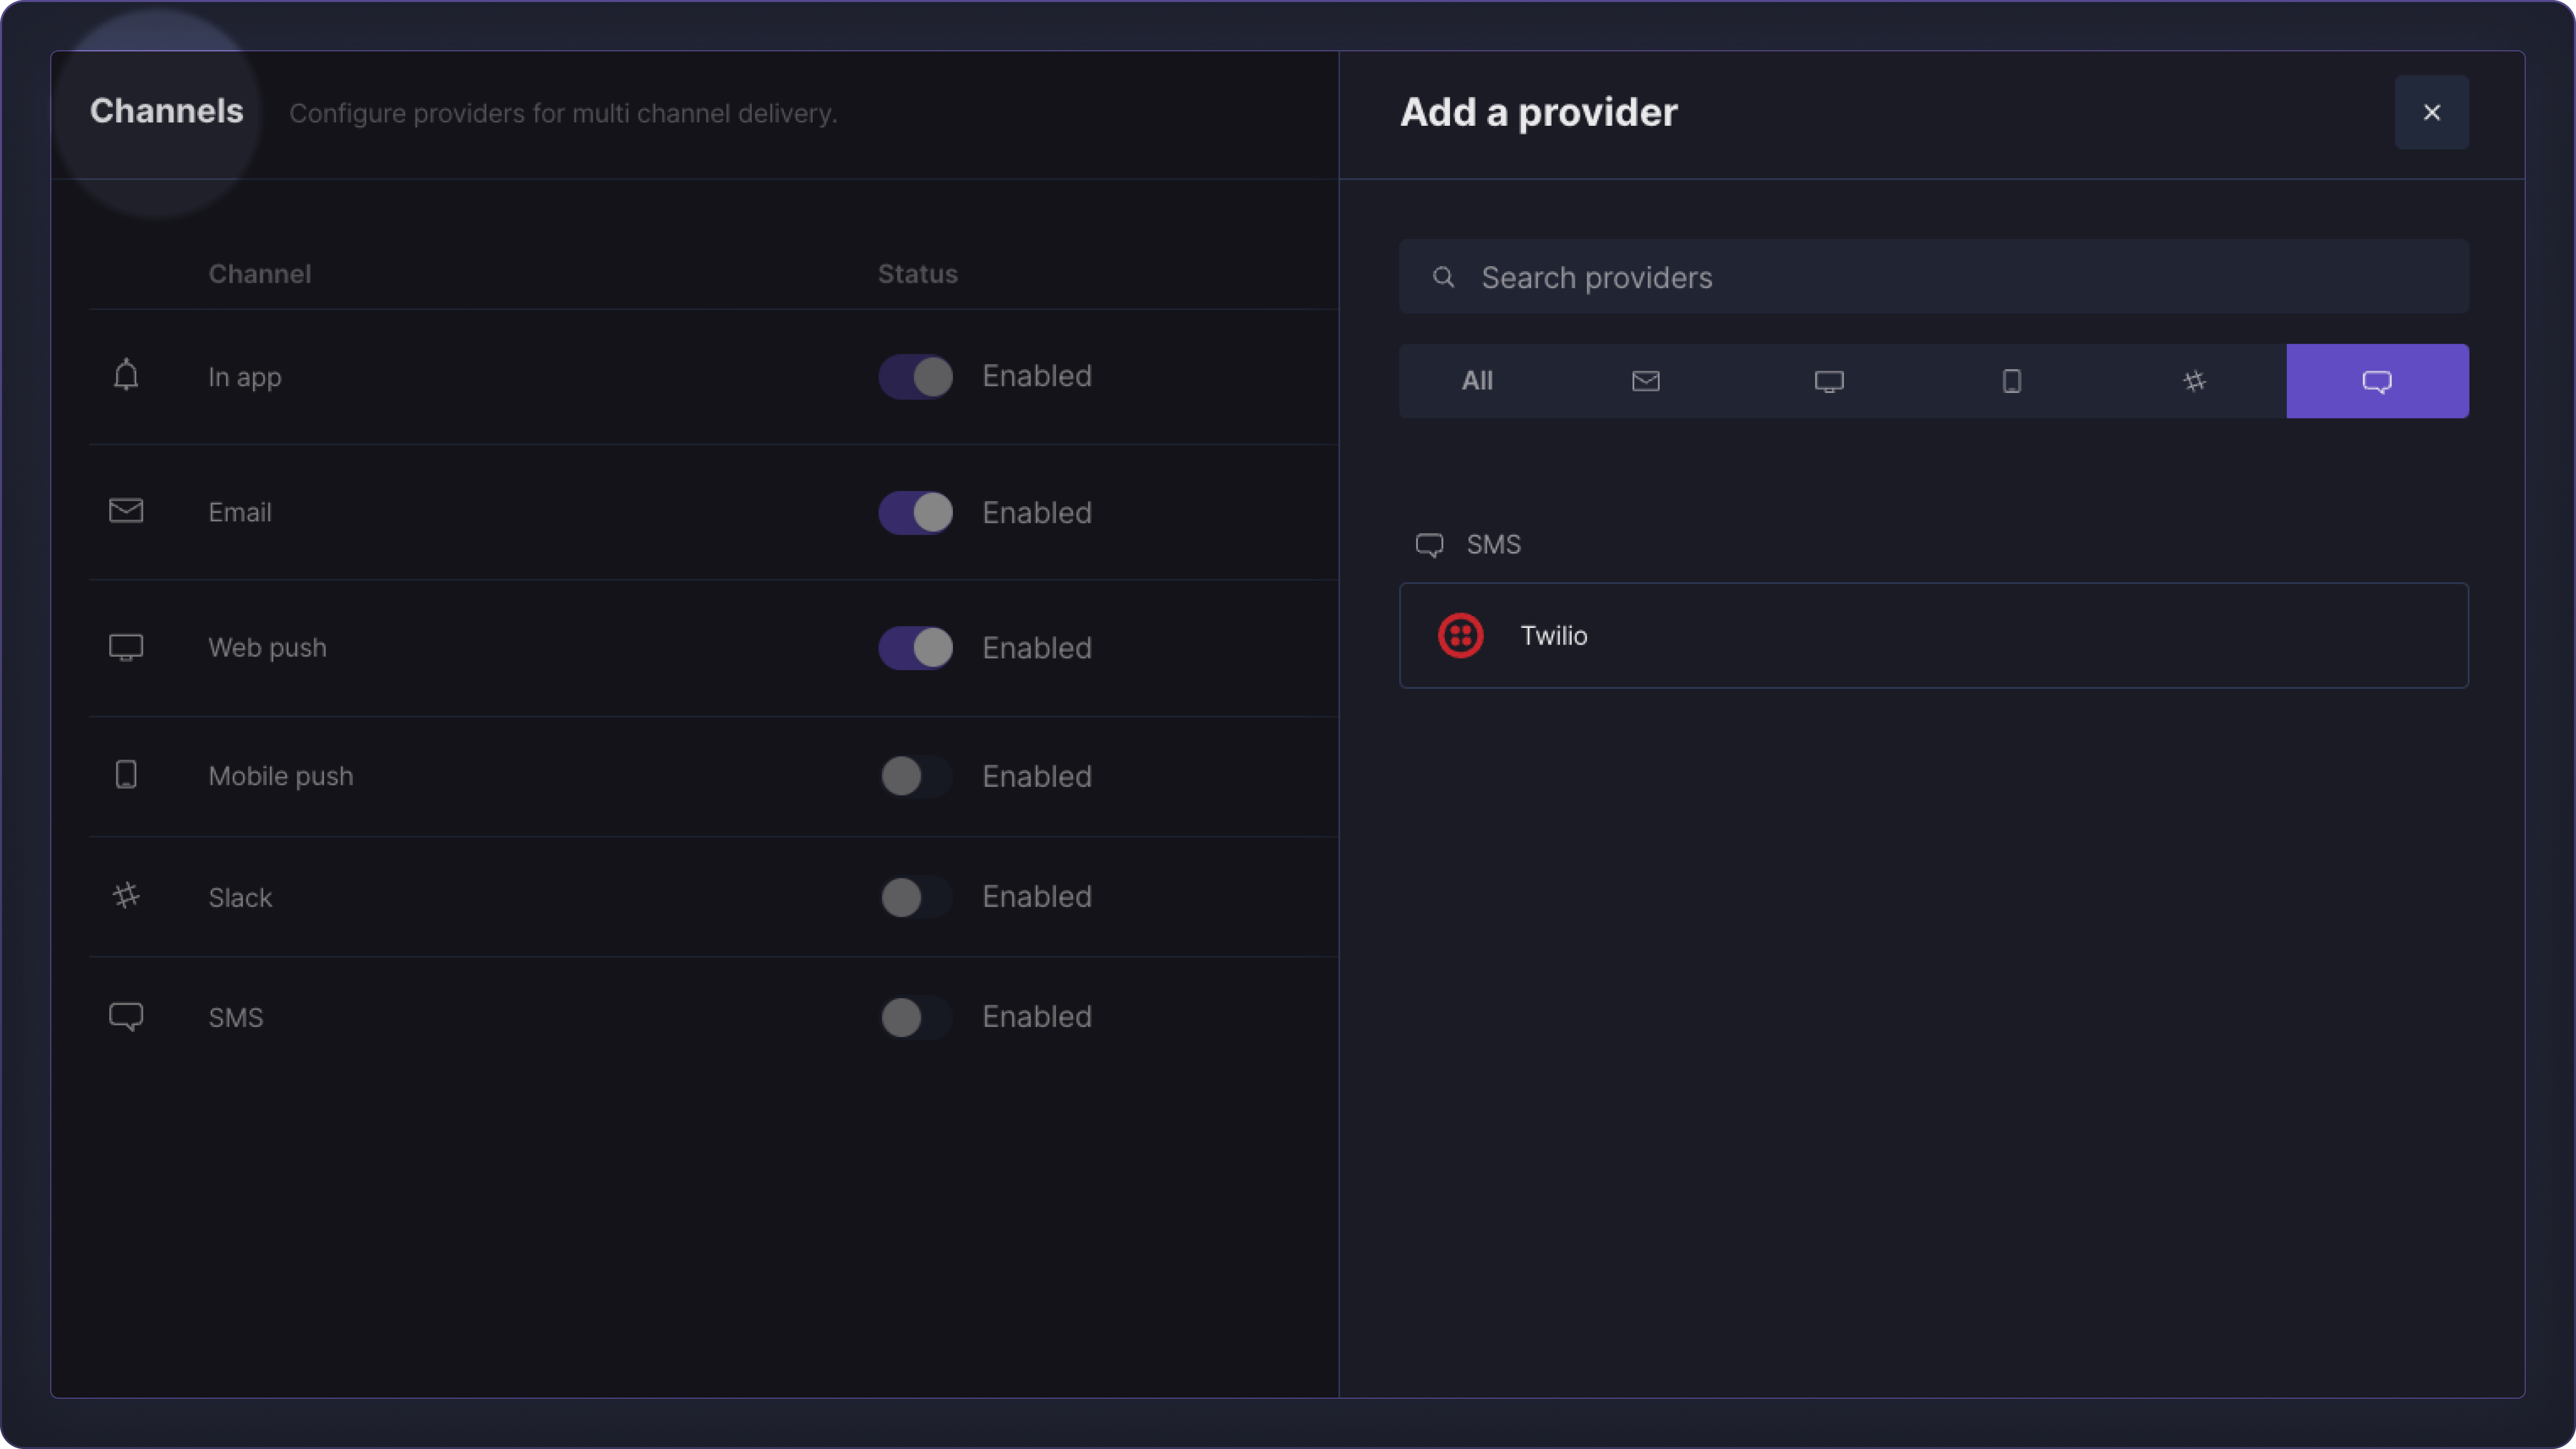 Channels Configure providers for multi channel delivery.
Channel Status
In app Enabled
Email Enabled
Web push Enabled
Mobile push Enabled
Slack Enabled
SMS Enabled
Add a provider
Search providers
All
SMS
Twilio